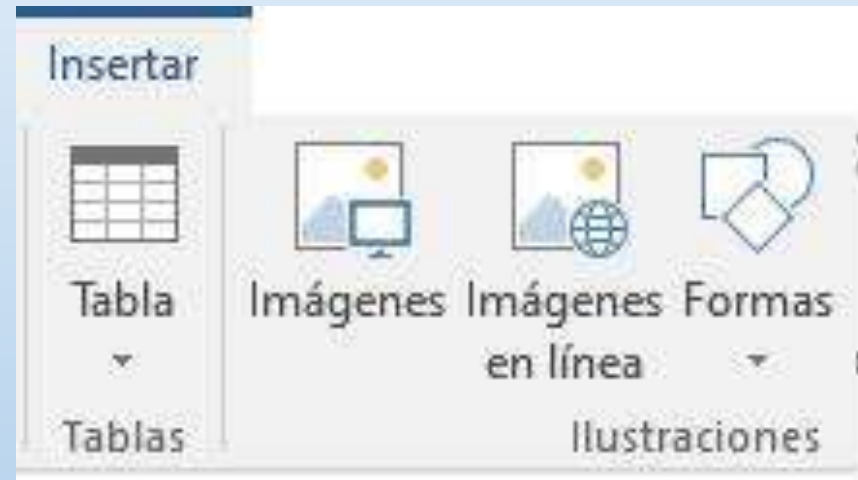 Insertar
Tabla
Imágenes
Imágenes
en línea
Formas
Tablas
Ilustraciones